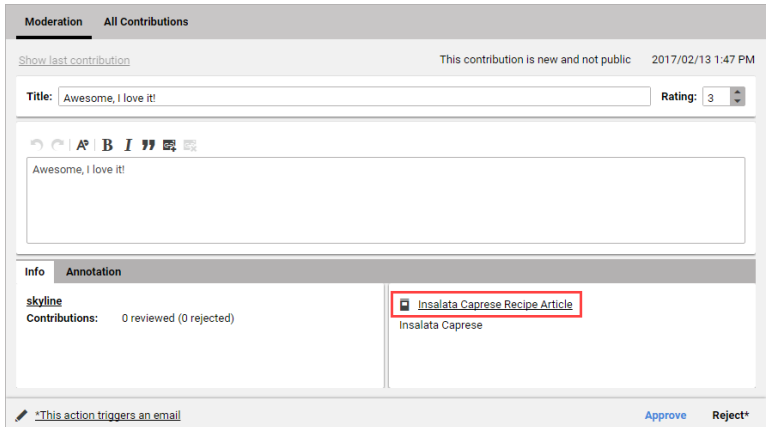 Moderation All Contributions
Show last contribution This contribution is new and not public 2017/02/13 1:47 PM
Title: Awesome, I love it! Rating: 3
B I
Awesome, I love it!
Info Annotation
skyline
Contributions: 0 reviewed (0 rejected)
Insalata Caprese Recipe Article
Insalata Caprese
*This action triggers an email Approve Reject*